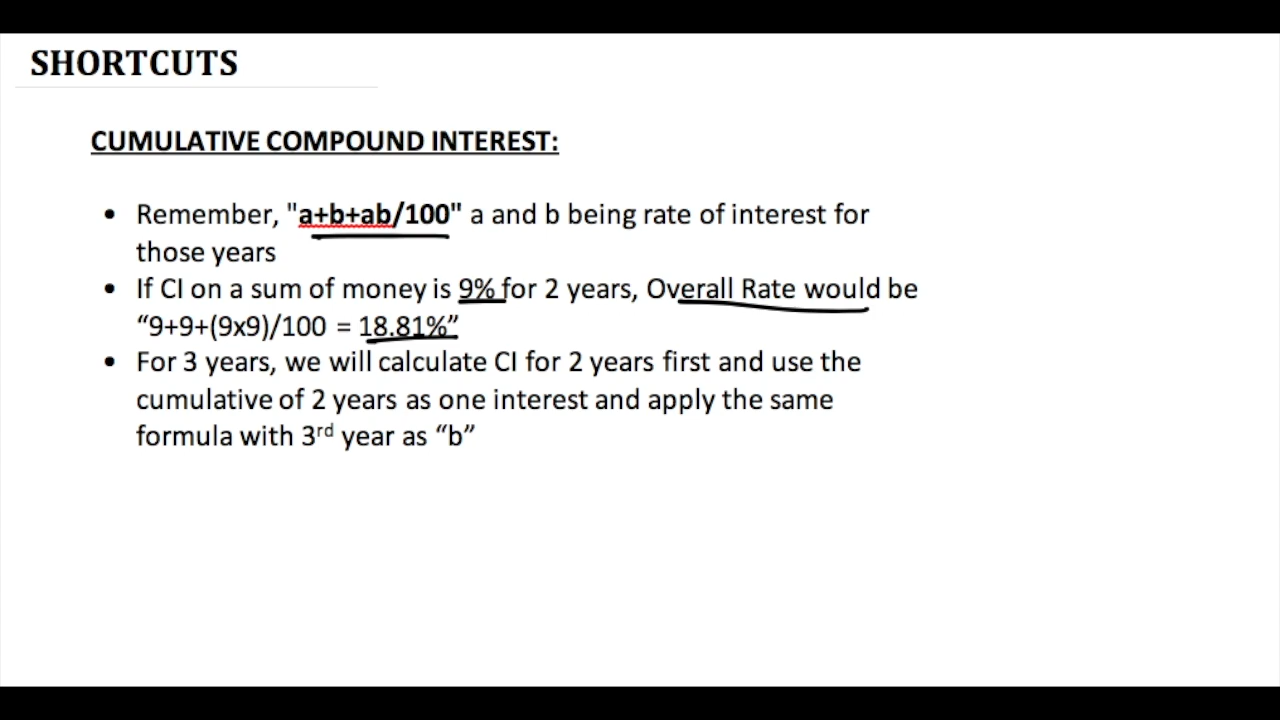 SHORTCUTS
CUMULATIVE COMPOUND INTEREST:
• Remember, "a+b+ab/100" a and b being rate of interest for
those years
• If CI on a sum of money is 9% for 2 years, Overall Rate would be
“9+9+(9x9)/100 = 18.81%”
• For 3 years, we will calculate CI for 2 years first and use the
cumulative of 2 years as one interest and apply the same
formula with 3rd year as “b”